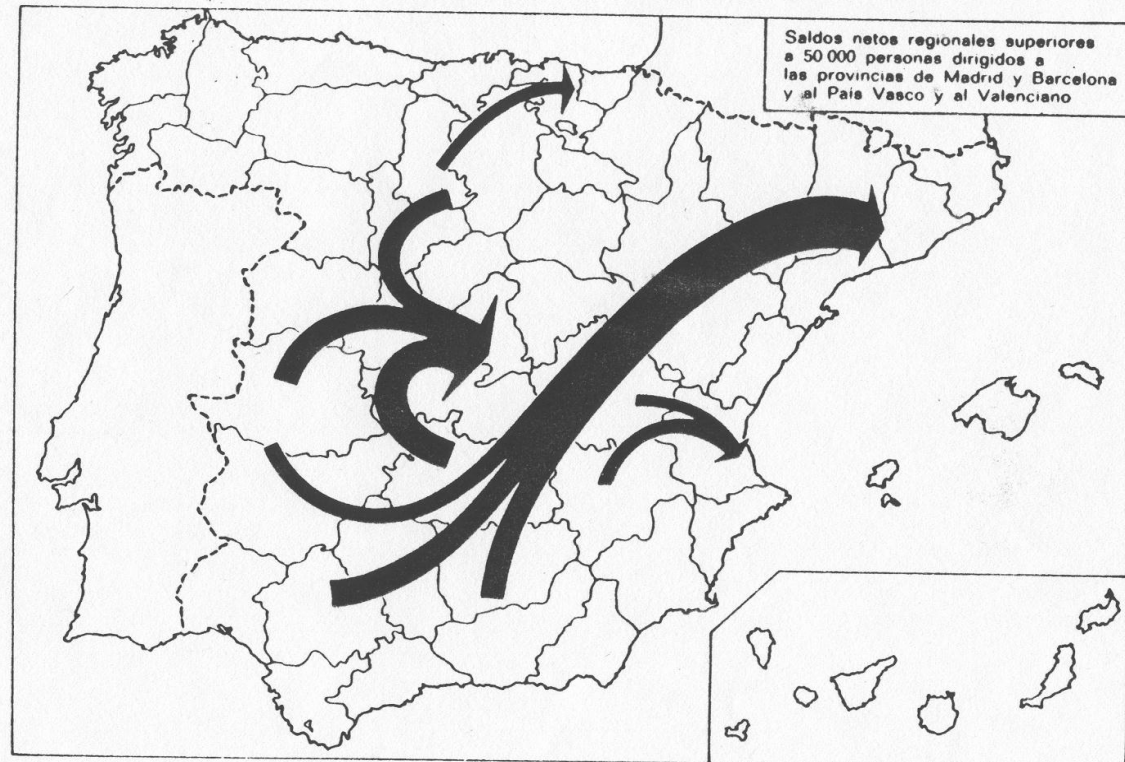 Saldos netos regionales superiores
a 50 000 personas dirigidos a
las provincias de Madrid y Barcelona
y al País Vasco y al Valenciano